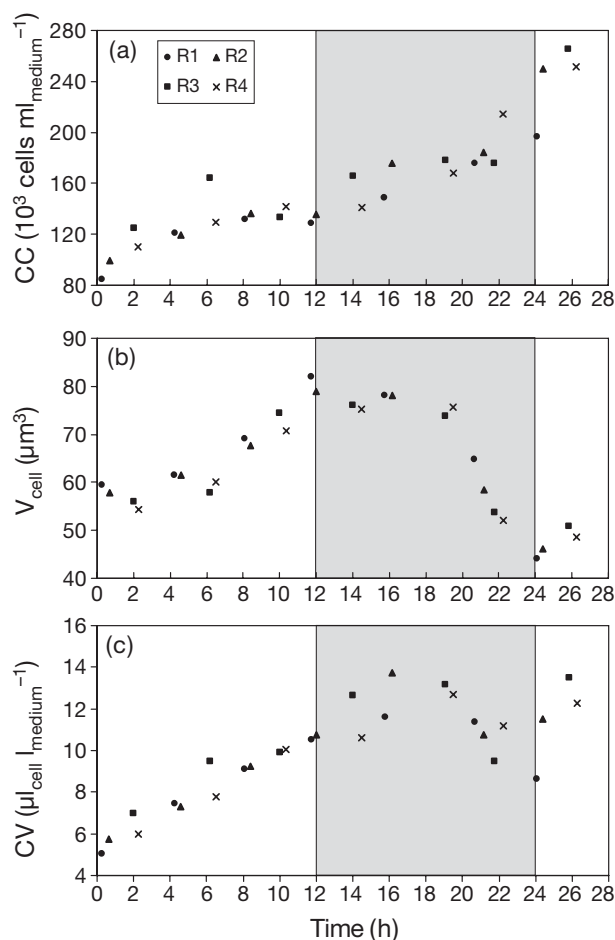 (a)
● R1 ▲ R2
■ R3 × R4
CC (10³ cells ml_medium⁻¹)
280
240
200
160
120
80
0 2 4 6 8 10 12 14 16 18 20 22 24 26 28
(b)
V_cell (µm³)
90
80
70
60
50
40
0 2 4 6 8 10 12 14 16 18 20 22 24 26 28
(c)
CV (µl_cell l_medium⁻¹)
16
14
12
10
8
6
4
0 2 4 6 8 10 12 14 16 18 20 22 24 26 28
Time (h)